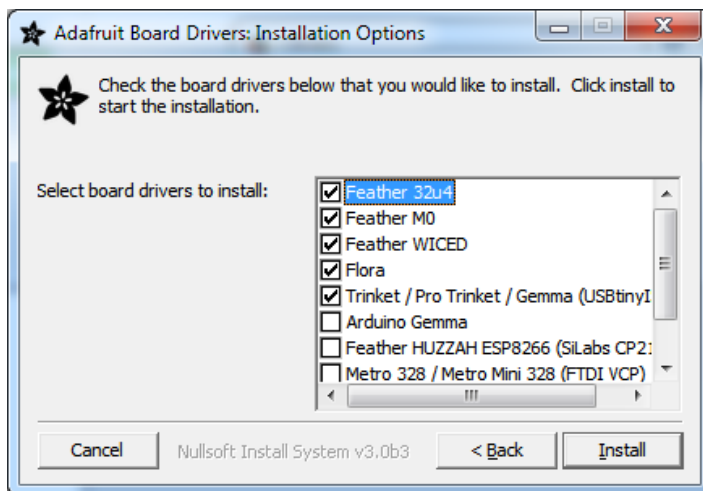 Adafruit Board Drivers: Installation Options
Check the board drivers below that you would like to install. Click install to
start the installation.
Select board drivers to install:
Feather 32u4
Feather M0
Feather WICED
Flora
Trinket / Pro Trinket / Gemma (USBtinyI
Arduino Gemma
Feather HUZZAH ESP8266 (SiLabs CP21
Metro 328 / Metro Mini 328 (FTDI VCP)
Cancel
Nullsoft Install System v3.0b3
< Back
Install